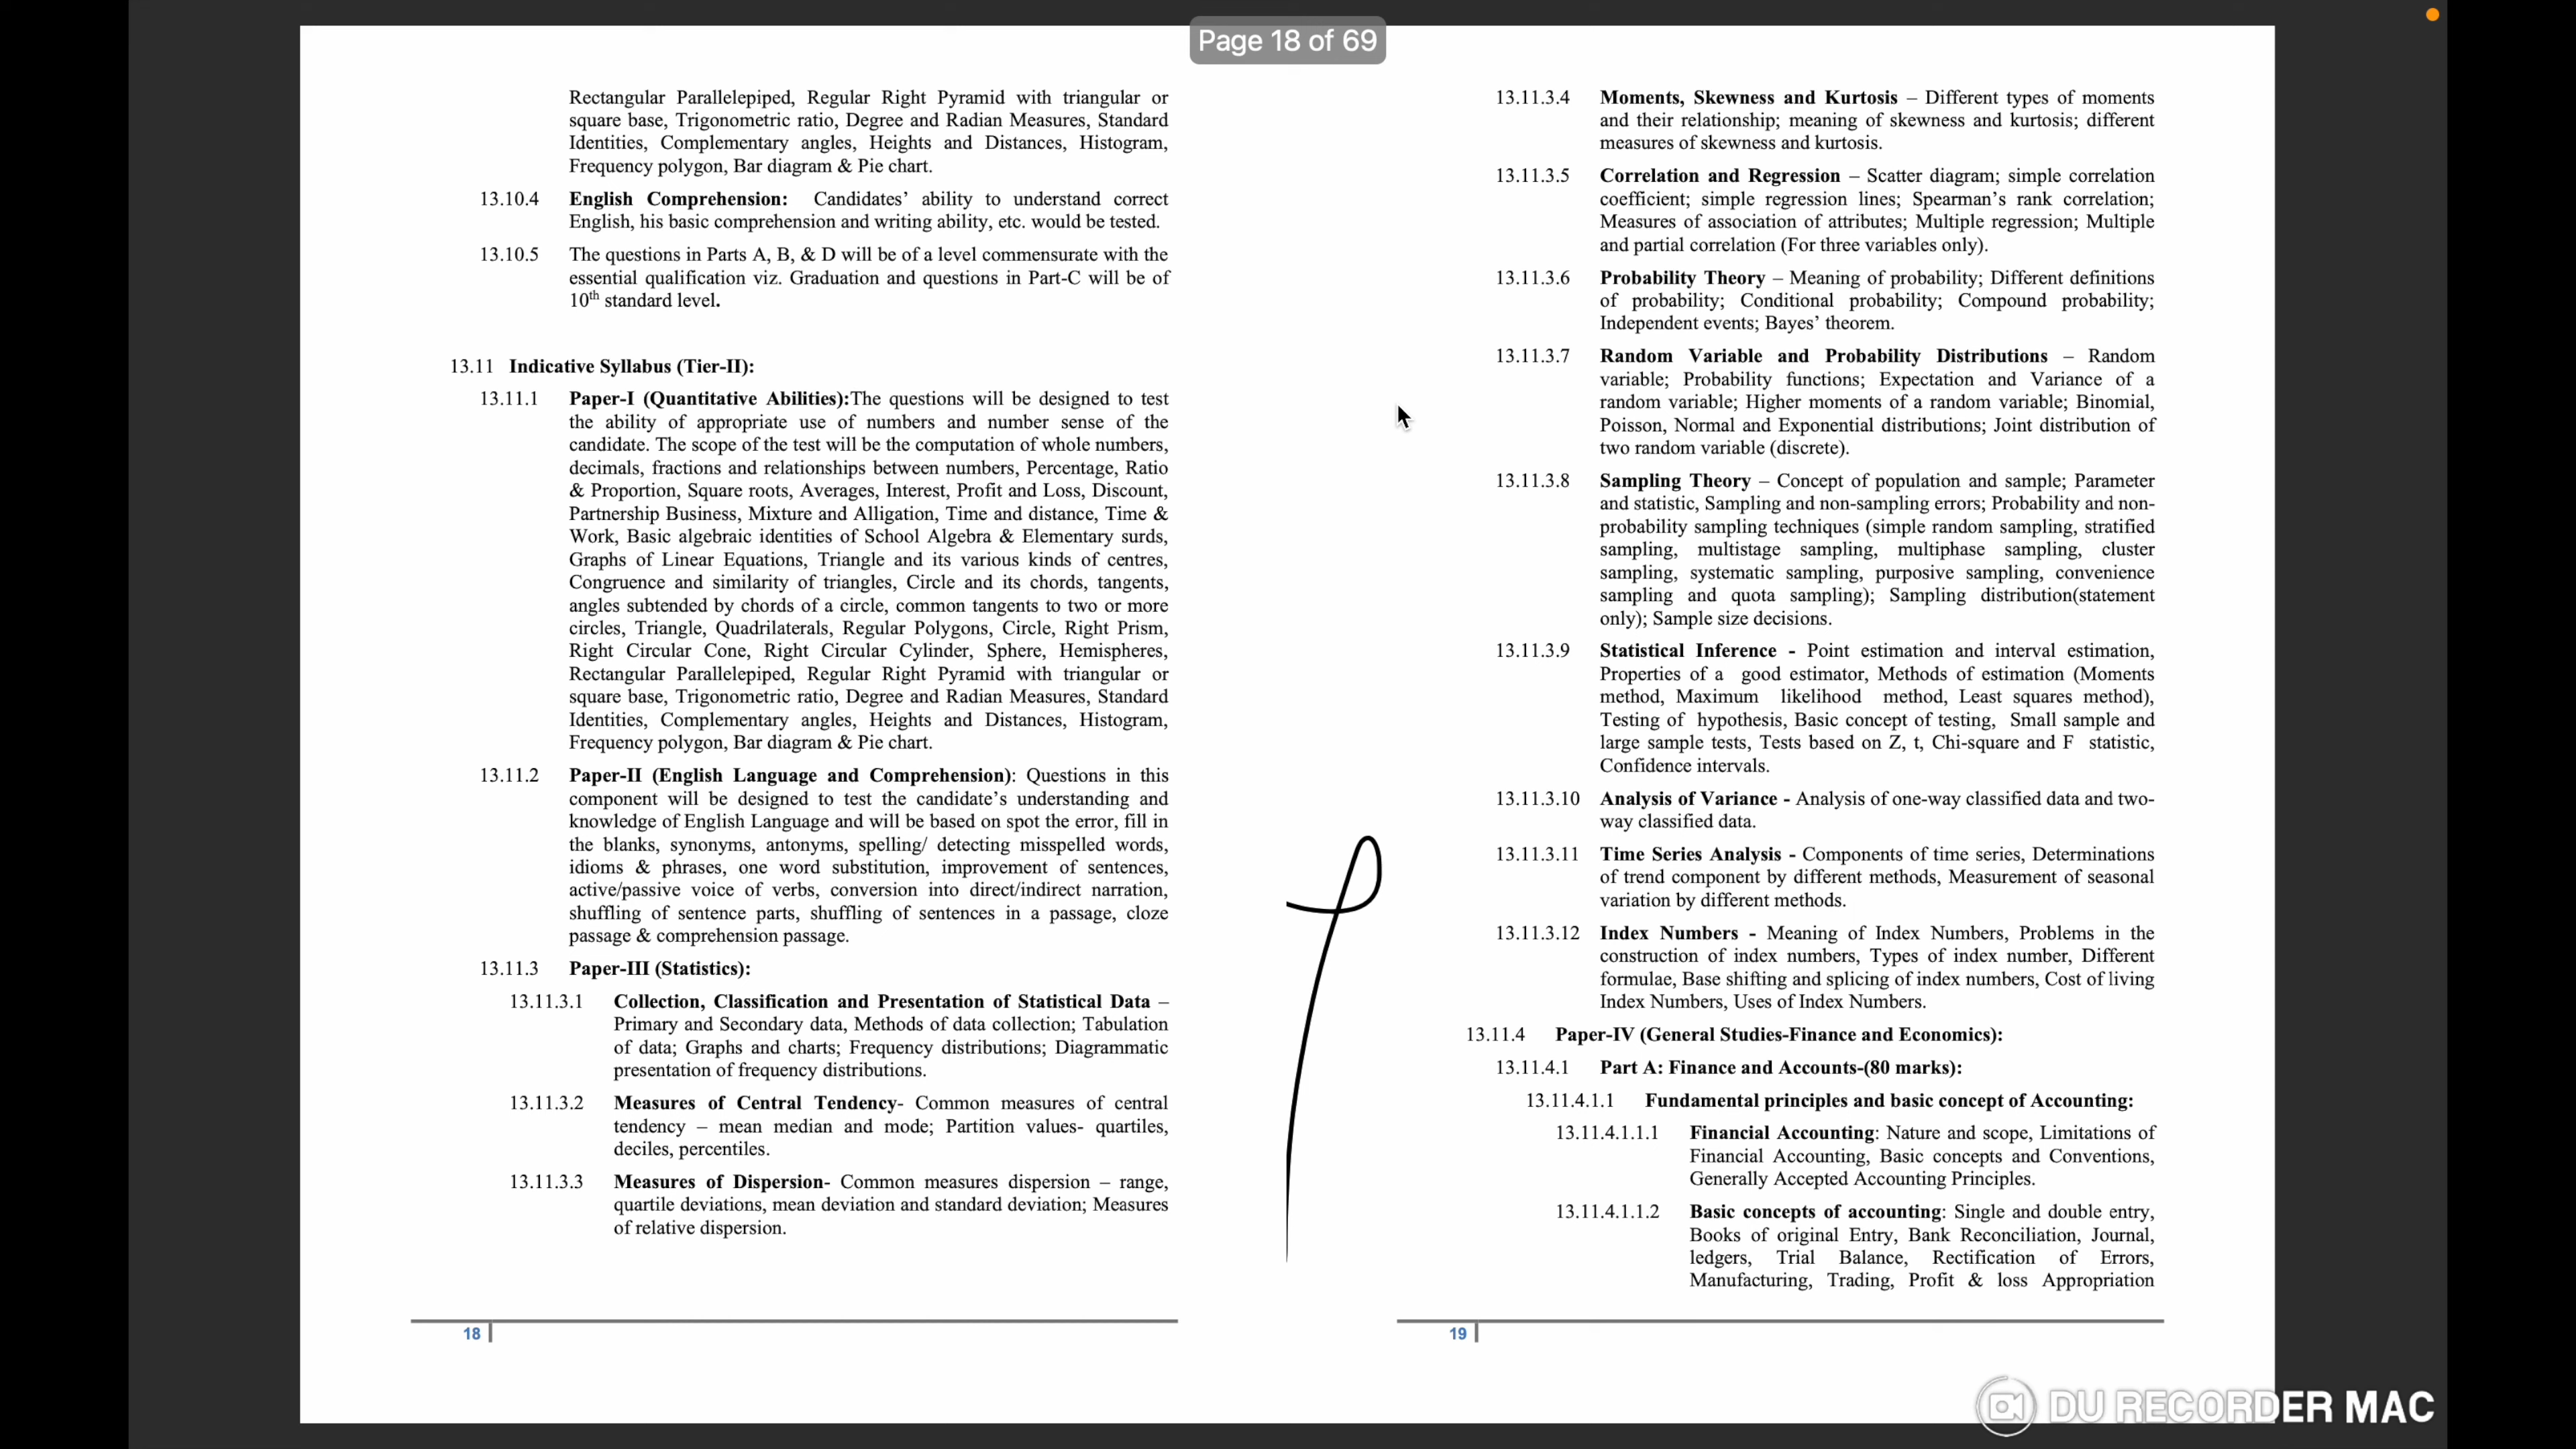 Page 18 of 69
Rectangular Parallelepiped, Regular Right Pyramid with triangular or
square base, Trigonometric ratio, Degree and Radian Measures, Standard
Identities, Complementary angles, Heights and Distances, Histogram,
Frequency polygon, Bar diagram & Pie chart.
13.10.4 English Comprehension: Candidates’ ability to understand correct
English, his basic comprehension and writing ability, etc. would be tested.
13.10.5 The questions in Parts A, B, & D will be of a level commensurate with the
essential qualification viz. Graduation and questions in Part-C will be of
10th standard level.
13.11 Indicative Syllabus (Tier-II):
13.11.1 Paper-I (Quantitative Abilities):The questions will be designed to test
the ability of appropriate use of numbers and number sense of the
candidate. The scope of the test will be the computation of whole numbers,
decimals, fractions and relationships between numbers, Percentage, Ratio
& Proportion, Square roots, Averages, Interest, Profit and Loss, Discount,
Partnership Business, Mixture and Alligation, Time and distance, Time &
Work, Basic algebraic identities of School Algebra & Elementary surds,
Graphs of Linear Equations, Triangle and its various kinds of centres,
Congruence and similarity of triangles, Circle and its chords, tangents,
angles subtended by chords of a circle, common tangents to two or more
circles, Triangle, Quadrilaterals, Regular Polygons, Circle, Right Prism,
Right Circular Cone, Right Circular Cylinder, Sphere, Hemispheres,
Rectangular Parallelepiped, Regular Right Pyramid with triangular or
square base, Trigonometric ratio, Degree and Radian Measures, Standard
Identities, Complementary angles, Heights and Distances, Histogram,
Frequency polygon, Bar diagram & Pie chart.
13.11.2 Paper-II (English Language and Comprehension): Questions in this
component will be designed to test the candidate’s understanding and
knowledge of English Language and will be based on spot the error, fill in
the blanks, synonyms, antonyms, spelling/ detecting misspelled words,
idioms & phrases, one word substitution, improvement of sentences,
active/passive voice of verbs, conversion into direct/indirect narration,
shuffling of sentence parts, shuffling of sentences in a passage, cloze
passage & comprehension passage.
13.11.3 Paper-III (Statistics):
13.11.3.1 Collection, Classification and Presentation of Statistical Data –
Primary and Secondary data, Methods of data collection; Tabulation
of data; Graphs and charts; Frequency distributions; Diagrammatic
presentation of frequency distributions.
13.11.3.2 Measures of Central Tendency- Common measures of central
tendency – mean median and mode; Partition values- quartiles,
deciles, percentiles.
13.11.3.3 Measures of Dispersion- Common measures dispersion – range,
quartile deviations, mean deviation and standard deviation; Measures
of relative dispersion.
18
13.11.3.4 Moments, Skewness and Kurtosis – Different types of moments
and their relationship; meaning of skewness and kurtosis; different
measures of skewness and kurtosis.
13.11.3.5 Correlation and Regression – Scatter diagram; simple correlation
coefficient; simple regression lines; Spearman’s rank correlation;
Measures of association of attributes; Multiple regression; Multiple
and partial correlation (For three variables only).
13.11.3.6 Probability Theory – Meaning of probability; Different definitions
of probability; Conditional probability; Compound probability;
Independent events; Bayes’ theorem.
13.11.3.7 Random Variable and Probability Distributions – Random
variable; Probability functions; Expectation and Variance of a
random variable; Higher moments of a random variable; Binomial,
Poisson, Normal and Exponential distributions; Joint distribution of
two random variable (discrete).
13.11.3.8 Sampling Theory – Concept of population and sample; Parameter
and statistic, Sampling and non-sampling errors; Probability and non-
probability sampling techniques (simple random sampling, stratified
sampling, multistage sampling, multiphase sampling, cluster
sampling, systematic sampling, purposive sampling, convenience
sampling and quota sampling); Sampling distribution(statement
only); Sample size decisions.
13.11.3.9 Statistical Inference - Point estimation and interval estimation,
Properties of a good estimator, Methods of estimation (Moments
method, Maximum likelihood method, Least squares method),
Testing of hypothesis, Basic concept of testing, Small sample and
large sample tests, Tests based on Z, t, Chi-square and F statistic,
Confidence intervals.
13.11.3.10 Analysis of Variance - Analysis of one-way classified data and two-
way classified data.
13.11.3.11 Time Series Analysis - Components of time series, Determinations
of trend component by different methods, Measurement of seasonal
variation by different methods.
13.11.3.12 Index Numbers - Meaning of Index Numbers, Problems in the
construction of index numbers, Types of index number, Different
formulae, Base shifting and splicing of index numbers, Cost of living
Index Numbers, Uses of Index Numbers.
13.11.4 Paper-IV (General Studies-Finance and Economics):
13.11.4.1 Part A: Finance and Accounts-(80 marks):
13.11.4.1.1 Fundamental principles and basic concept of Accounting:
13.11.4.1.1.1 Financial Accounting: Nature and scope, Limitations of
Financial Accounting, Basic concepts and Conventions,
Generally Accepted Accounting Principles.
13.11.4.1.1.2 Basic concepts of accounting: Single and double entry,
Books of original Entry, Bank Reconciliation, Journal,
ledgers, Trial Balance, Rectification of Errors,
Manufacturing, Trading, Profit & loss Appropriation
19
DU RECORDER MAC